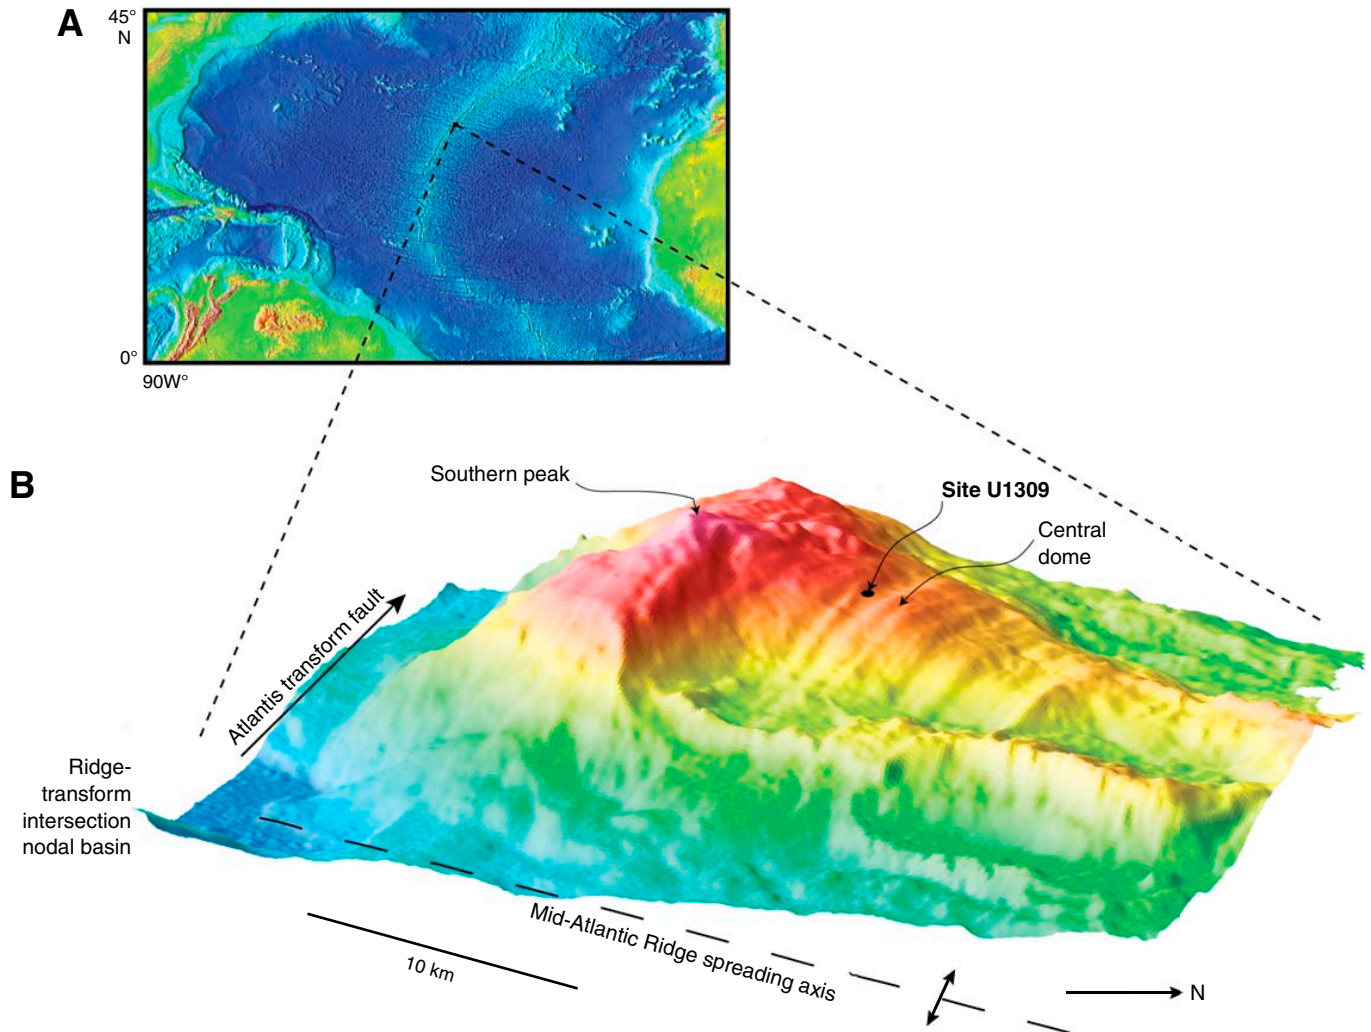 A
45°
N
0°
90W°
B
Southern peak
Site U1309
Central
dome
Atlantis transform fault
Ridge-
transform
intersection
nodal basin
Mid-Atlantic Ridge spreading axis
10 km
N